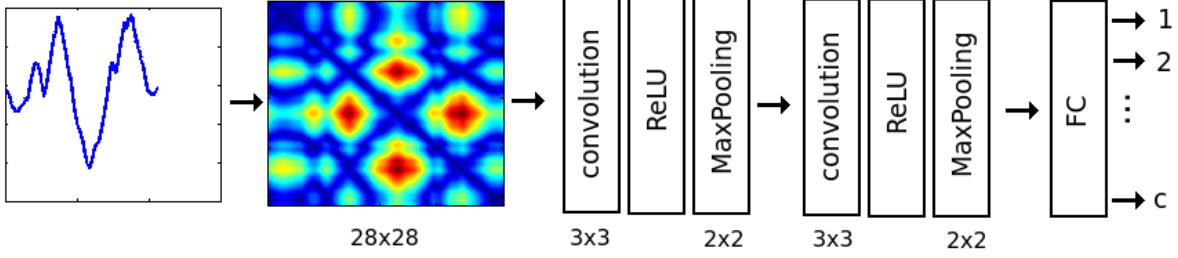 convolution
ReLU
MaxPooling
convolution
ReLU
MaxPooling
FC
1
2
...
c
28x28
3x3
2x2
3x3
2x2